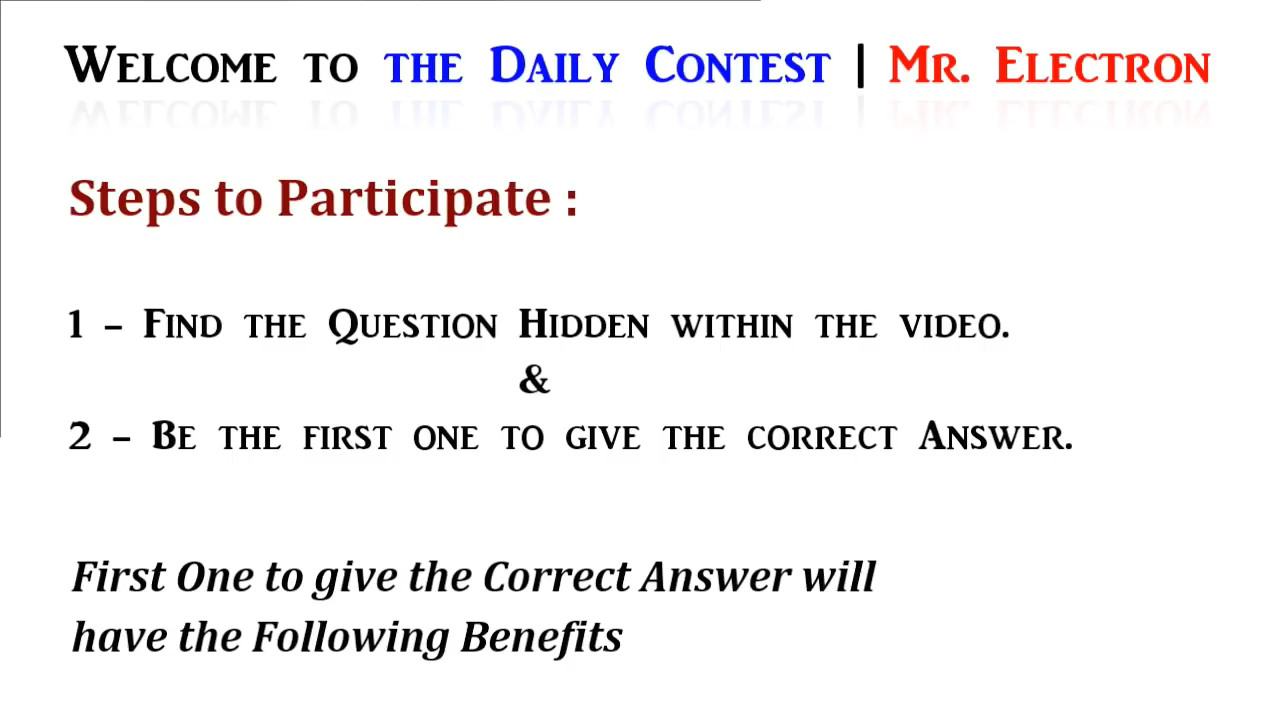 Welcome to the Daily Contest | Mr. Electron
Steps to Participate :
1 – Find the Question Hidden within the video.
&
2 – Be the first one to give the correct Answer.
First One to give the Correct Answer will
have the Following Benefits